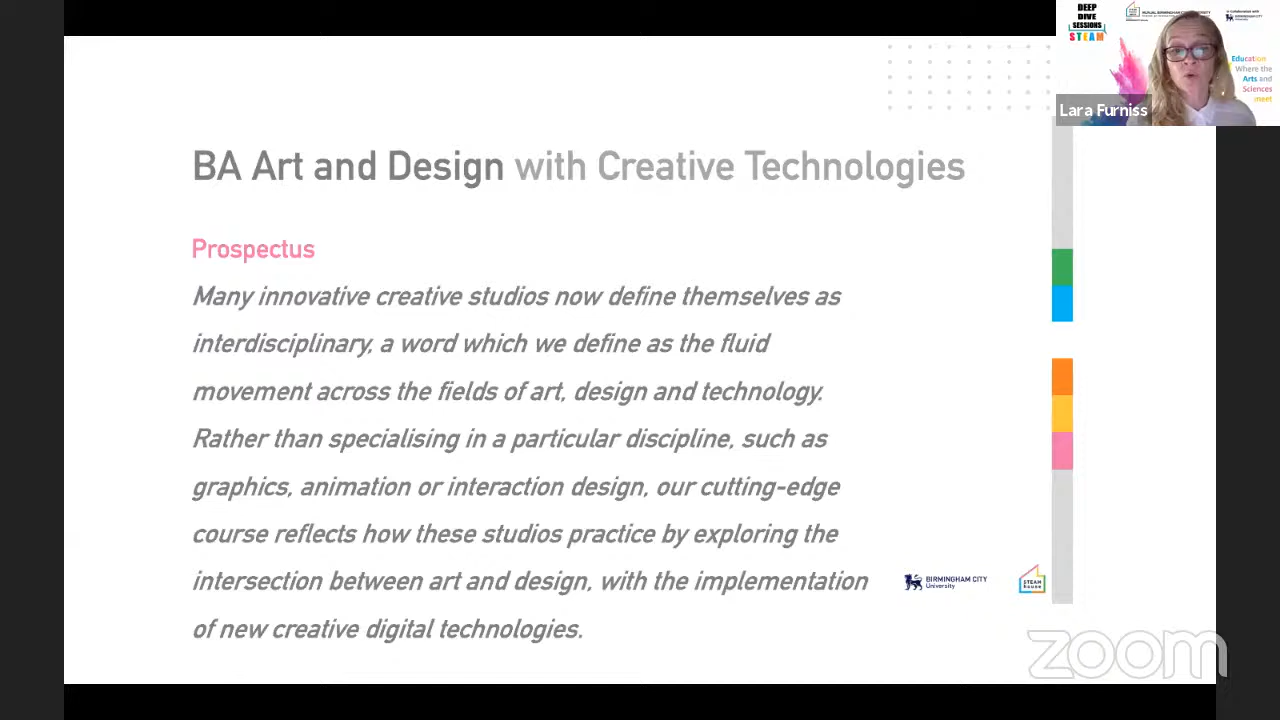 DEEP
DIVE
SESSIONS
STEAM
Education
Where the
Arts and
Sciences
meet
Lara Furniss
BA Art and Design with Creative Technologies
Prospectus
Many innovative creative studios now define themselves as
interdisciplinary, a word which we define as the fluid
movement across the fields of art, design and technology.
Rather than specialising in a particular discipline, such as
graphics, animation or interaction design, our cutting-edge
course reflects how these studios practice by exploring the
intersection between art and design, with the implementation
of new creative digital technologies.
BIRMINGHAM CITY
University
STEAM
house
zoom